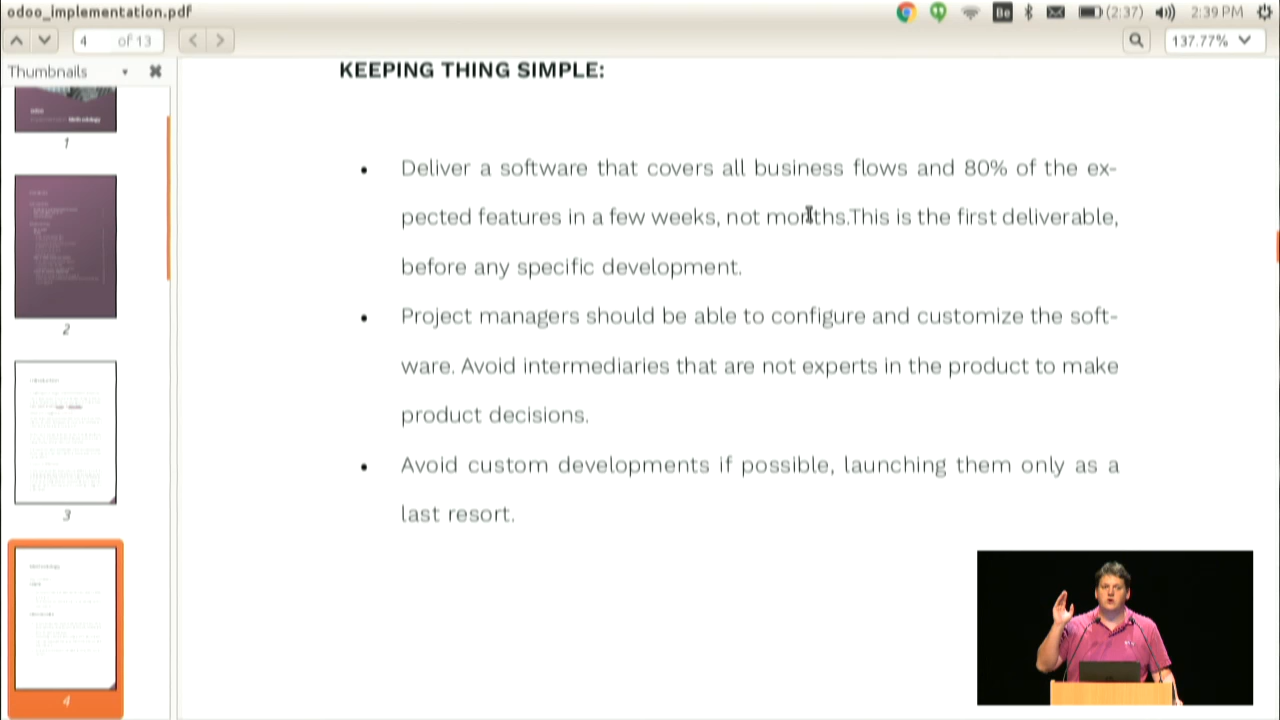 odoo_implementation.pdf
Be
(2:37)
2:39 PM
4
of 13
137.77%
Thumbnails
KEEPING THING SIMPLE:
Deliver a software that covers all business flows and 80% of the ex-
pected features in a few weeks, not months.This is the first deliverable,
before any specific development.
Project managers should be able to configure and customize the soft-
ware. Avoid intermediaries that are not experts in the product to make
product decisions.
Avoid custom developments if possible, launching them only as a
last resort.
1
2
3
4